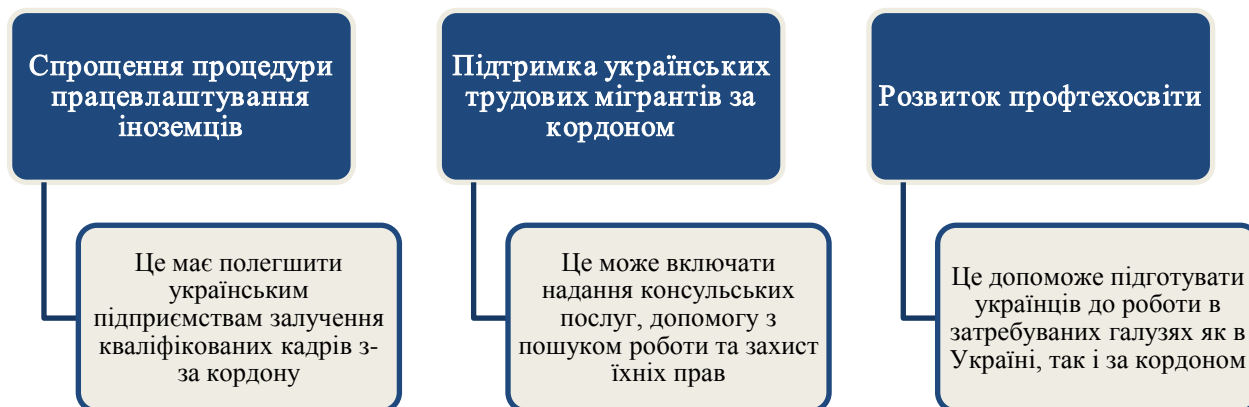 Спрощення процедури
працевлаштування
іноземців
Це має полегшити
українським
підприємствам залучення
кваліфікованих кадрів з-
за кордону
Підтримка українських
трудових мігрантів за
кордоном
Це може включати
надання консульських
послуг, допомогу з
пошуком роботи та захист
їхніх прав
Розвиток профтехосвіти
Це допоможе підготувати
українців до роботи в
затребуваних галузях як в
Україні, так і за кордоном